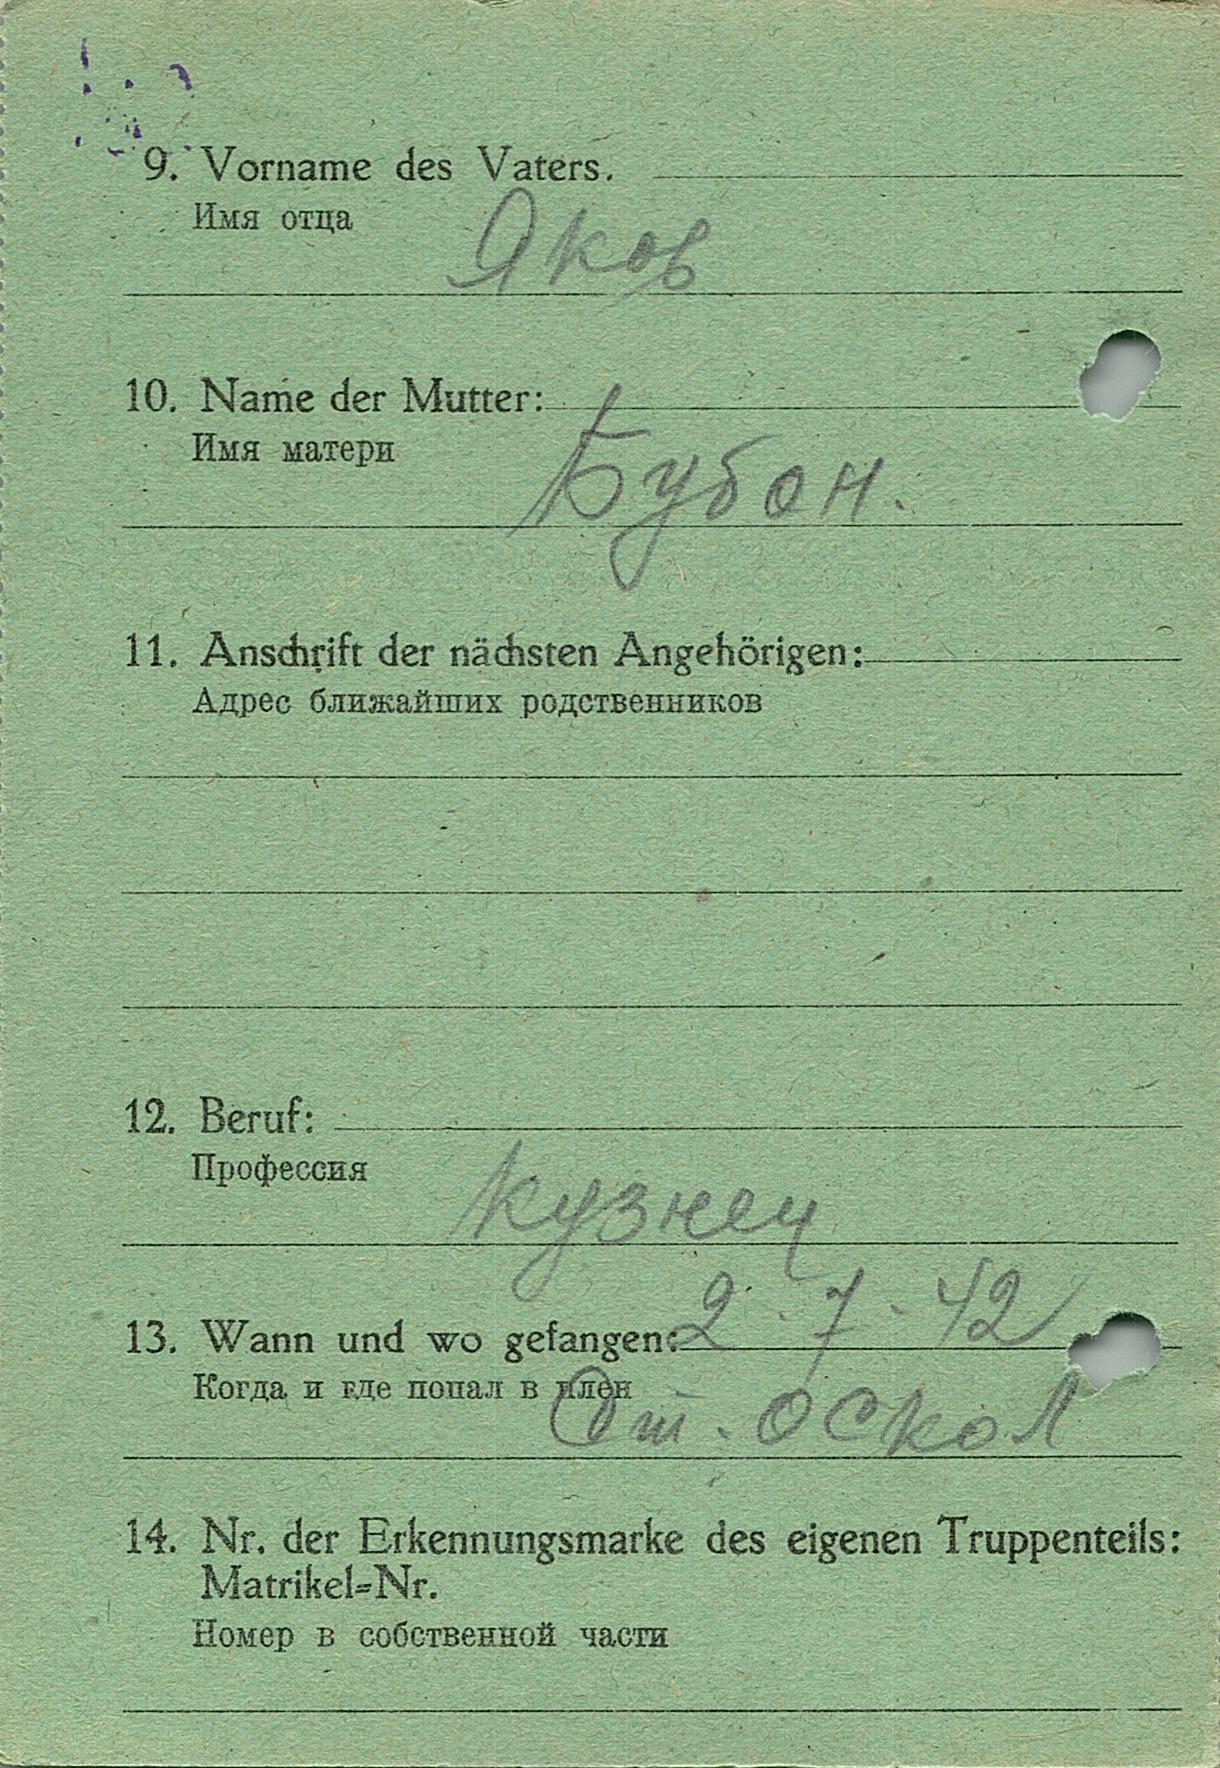 9. Vorname des Vaters.
Имя отца
Яков
10. Name der Mutter:
Имя матери
Бубон.
11. Anschrift der nächsten Angehörigen:
Адрес ближайших родственников
12. Beruf:
Профессия
кузнец
13. Wann und wo gefangen: 2.7.42
Когда и где попал в плен
Ст. оскол
14. Nr. der Erkennungsmarke des eigenen Truppenteils:
Matrikel=Nr.
Номер в собственной части